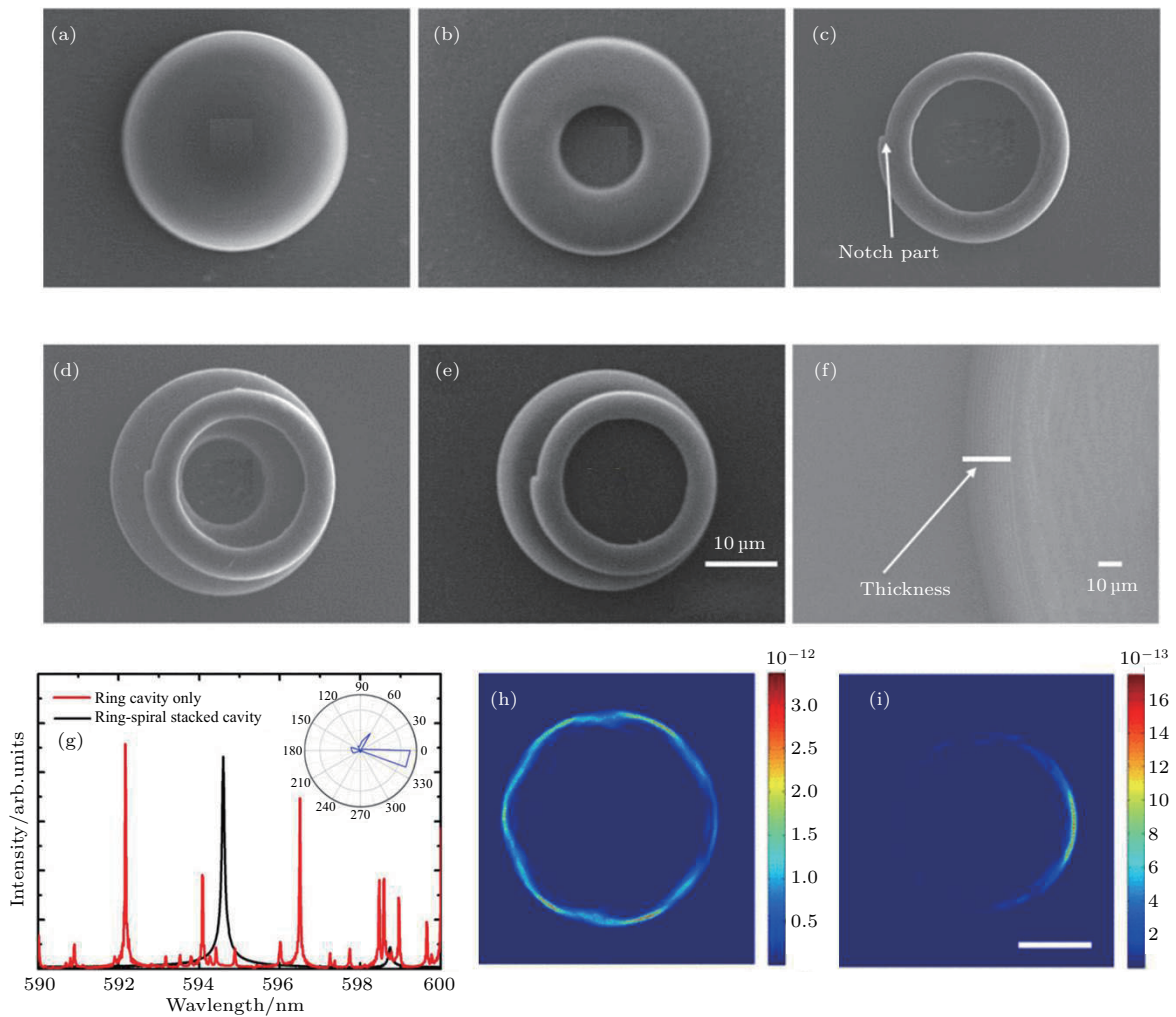 (a)
(b)
(c)
Notch part
(d)
(e)
10 µm
(f)
Thickness
10 µm
Ring cavity only
Ring-spiral stacked cavity
(g)
90
120
60
150
30
180
0
210
330
240
300
270
Intensity/arb.units
590
592
594
596
598
600
Wavlength/nm
(h)
10⁻¹²
3.0
2.5
2.0
1.5
1.0
0.5
(i)
10⁻¹³
16
14
13
10
8
6
4
2